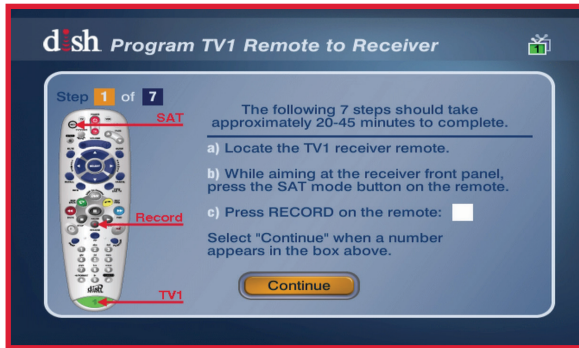 dish Program TV1 Remote to Receiver
1
Step 1 of 7
SAT
Record
TV1
The following 7 steps should take
approximately 20-45 minutes to complete.
a) Locate the TV1 receiver remote.
b) While aiming at the receiver front panel,
press the SAT mode button on the remote.
c) Press RECORD on the remote:
Select "Continue" when a number
appears in the box above.
Continue